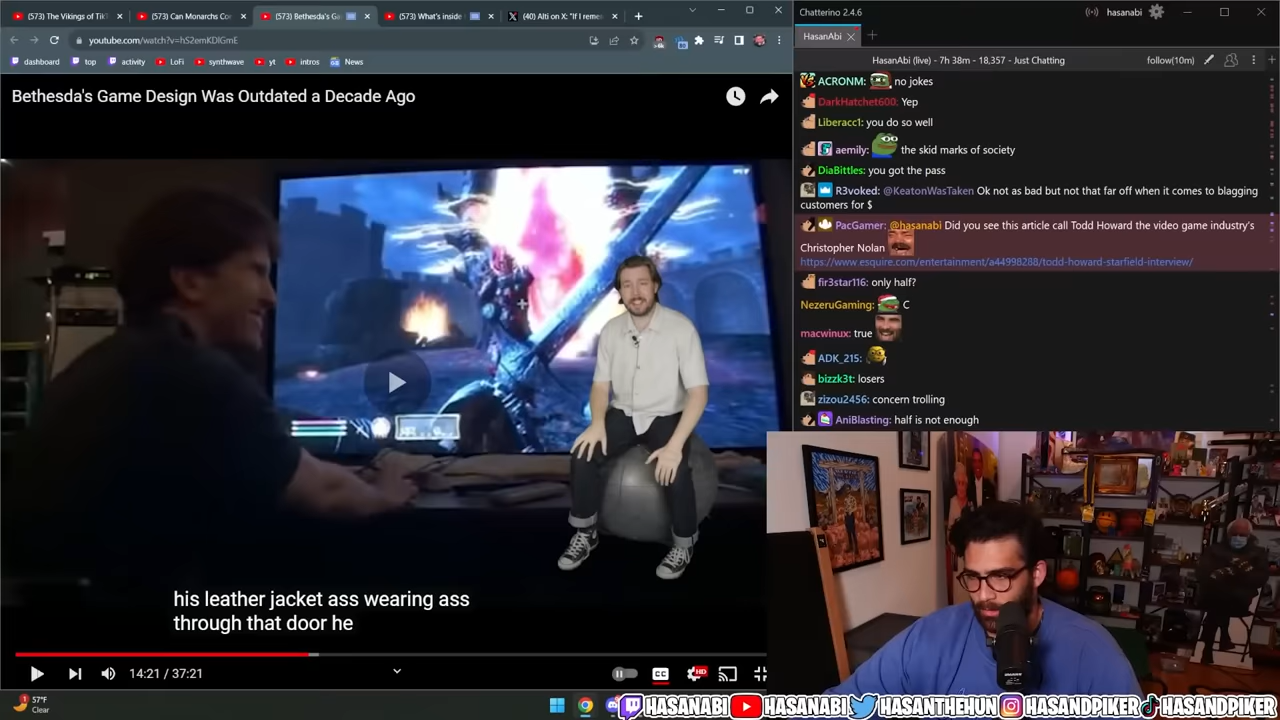 (573) The Vikings of Tik
(573) Can Monarchs Co
(573) Bethesda's Ga
(573) What's inside
(40) Alti on X: "If I reme
youtube.com/watch?v=hS2emKDlGmE
dashboard
top
activity
LoFi
synthwave
yt
intros
News
Bethesda's Game Design Was Outdated a Decade Ago
his leather jacket ass wearing ass
through that door he
14:21 / 37:21
CC
HD
57°F
Clear
Chatterino 2.4.6
hasanabi
HasanAbi
HasanAbi (live) - 7h 38m - 18,357 - Just Chatting
follow(10m)
ACRONM: no jokes
DarkHatchet600: Yep
Liberacc1: you do so well
aemily: the skid marks of society
DiaBittles: you got the pass
R3voked: @KeatonWasTaken Ok not as bad but not that far off when it comes to blagging
customers for $
PacGamer: @hasanabi Did you see this article call Todd Howard the video game industry's
Christopher Nolan
https://www.esquire.com/entertainment/a44998288/todd-howard-starfield-interview/
fir3star116: only half?
NezeruGaming: C
macwinux: true
ADK_215:
bizzk3t: losers
zizou2456: concern trolling
AniBlasting: half is not enough
HASANABI HASANABI HASANTHEHUN HASANDPIKER HASANDPIKER